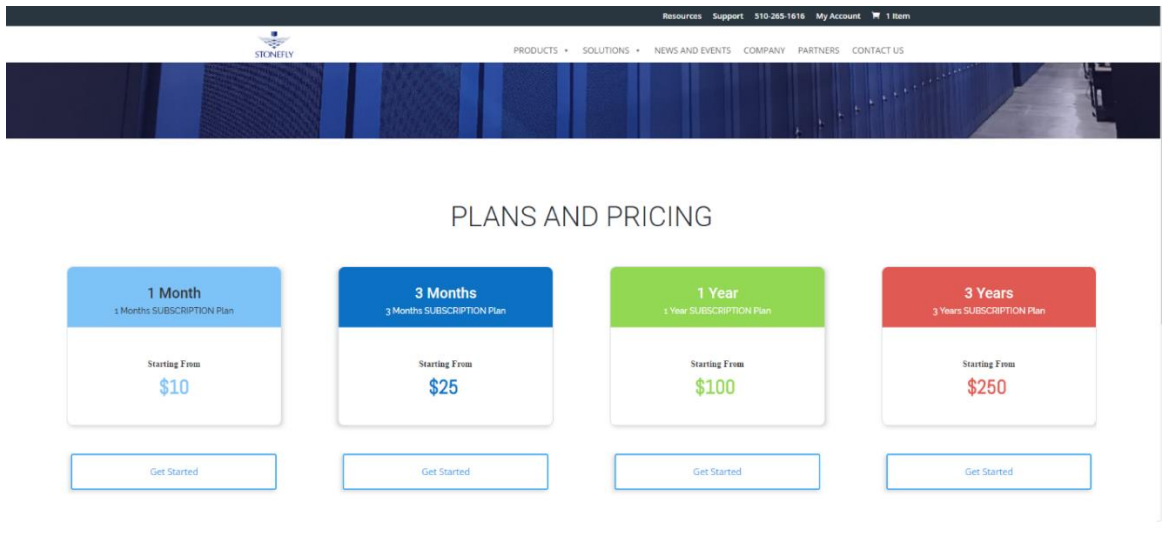 Resources Support 510-265-1616 My Account 1 Item
STONEFLY
PRODUCTS SOLUTIONS NEWS AND EVENTS COMPANY PARTNERS CONTACT US
PLANS AND PRICING
1 Month
1 Months SUBSCRIPTION Plan
Starting From
$10
Get Started
3 Months
3 Months SUBSCRIPTION Plan
Starting From
$25
Get Started
1 Year
1 Year SUBSCRIPTION Plan
Starting From
$100
Get Started
3 Years
3 Years SUBSCRIPTION Plan
Starting From
$250
Get Started